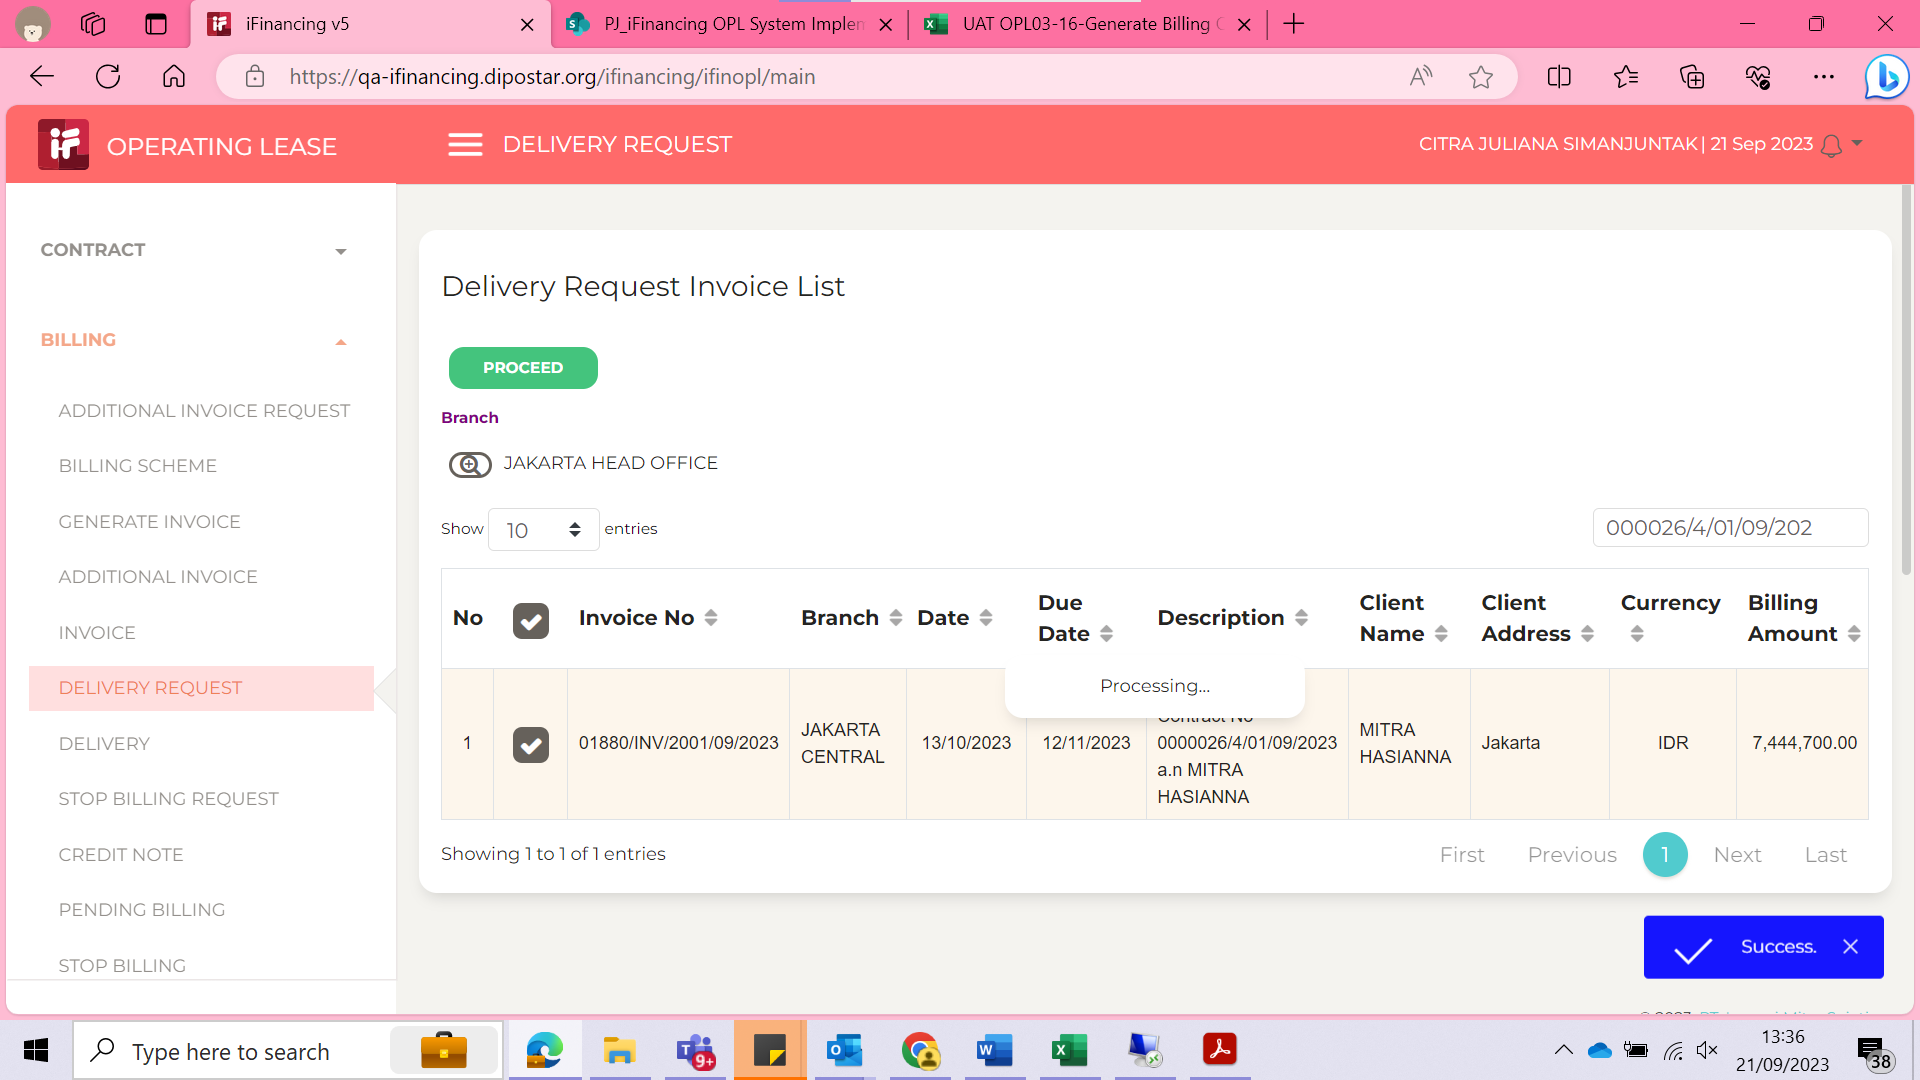 iFinancing v5
PJ_iFinancing OPL System Implem
UAT OPL03-16-Generate Billing
https://qa-ifinancing.dipostar.org/ifinancing/ifinopl/main
OPERATING LEASE
DELIVERY REQUEST
CITRA JULIANA SIMANJUNTAK | 21 Sep 2023
CONTRACT
BILLING
ADDITIONAL INVOICE REQUEST
BILLING SCHEME
GENERATE INVOICE
ADDITIONAL INVOICE
INVOICE
DELIVERY REQUEST
DELIVERY
STOP BILLING REQUEST
CREDIT NOTE
PENDING BILLING
STOP BILLING
Delivery Request Invoice List
PROCEED
Branch
JAKARTA HEAD OFFICE
Show 10 entries
000026/4/01/09/202
No Invoice No Branch Date Due Date Description Client Name Client Address Currency Billing Amount
Processing...
1 01880/INV/2001/09/2023 JAKARTA CENTRAL 13/10/2023 12/11/2023 Contract No 0000026/4/01/09/2023 a.n MITRA HASIANNA MITRA HASIANNA Jakarta IDR 7,444,700.00
Showing 1 to 1 of 1 entries
First Previous 1 Next Last
Success.
Type here to search
9+
13:36
21/09/2023
38